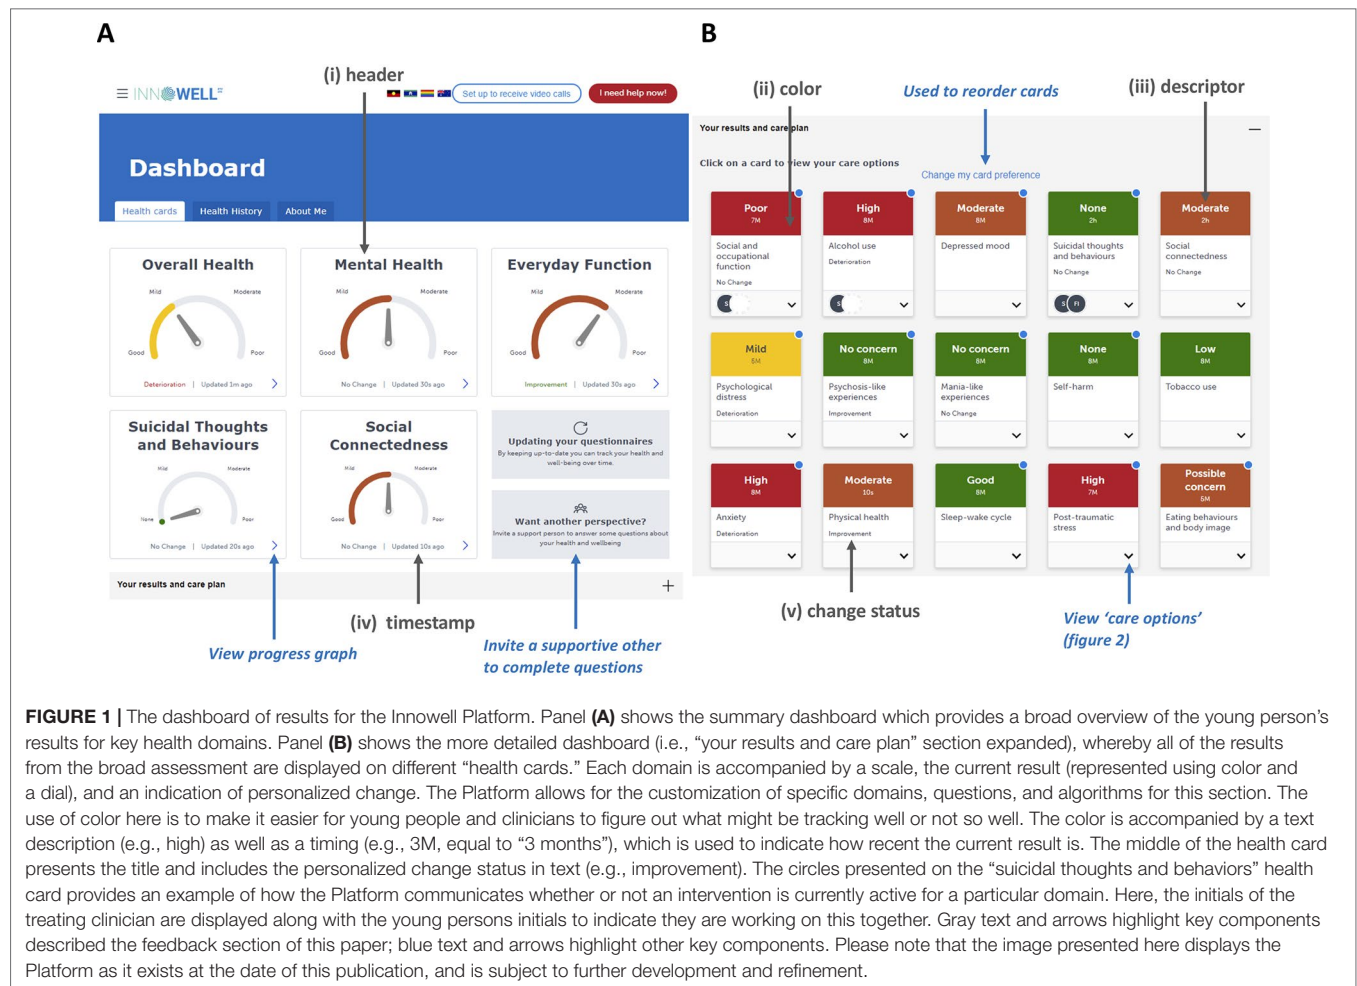 A
B
(i) header
(ii) color
Used to reorder cards
(iii) descriptor
INNOWELL
Set up to receive video calls
I need help now!
Dashboard
Health cards
Health History
About Me
Overall Health
Mild
Moderate
Good
Poor
Deterioration | Updated 1m ago
Mental Health
Mild
Moderate
Good
Poor
No Change | Updated 30s ago
Everyday Function
Mild
Moderate
Good
Poor
Improvement | Updated 30s ago
Suicidal Thoughts
and Behaviours
Mild
Moderate
None
Poor
No Change | Updated 20s ago
Social
Connectedness
Mild
Moderate
Good
Poor
No Change | Updated 10s ago
Updating your questionnaires
By keeping up-to-date you can track your health and
well-being over time.
Want another perspective?
Invite a support person to answer some questions about
your health and wellbeing
Your results and care plan
(iv) timestamp
View progress graph
Invite a supportive other
to complete questions
Your results and care plan
Click on a card to view your care options
Change my card preference
Poor
7M
Social and
occupational
function
No Change
S
High
8M
Alcohol use
Deterioration
S
Moderate
8M
Depressed mood
None
2h
Suicidal thoughts
and behaviours
No Change
S
FI
Moderate
2h
Social
connectedness
No Change
Mild
5M
Psychological
distress
Deterioration
No concern
8M
Psychosis-like
experiences
Improvement
No concern
8M
Mania-like
experiences
No Change
None
8M
Self-harm
Low
8M
Tobacco use
High
8M
Anxiety
Deterioration
Moderate
10s
Physical health
Improvement
Good
8M
Sleep-wake cycle
High
7M
Post-traumatic
stress
Possible
concern
5M
Eating behaviours
and body image
(v) change status
View ‘care options’
(figure 2)
FIGURE 1 | The dashboard of results for the Innowell Platform. Panel (A) shows the summary dashboard which provides a broad overview of the young person’s
results for key health domains. Panel (B) shows the more detailed dashboard (i.e., “your results and care plan” section expanded), whereby all of the results
from the broad assessment are displayed on different “health cards.” Each domain is accompanied by a scale, the current result (represented using color and
a dial), and an indication of personalized change. The Platform allows for the customization of specific domains, questions, and algorithms for this section. The
use of color here is to make it easier for young people and clinicians to figure out what might be tracking well or not so well. The color is accompanied by a text
description (e.g., high) as well as a timing (e.g., 3M, equal to “3 months”), which is used to indicate how recent the current result is. The middle of the health card
presents the title and includes the personalized change status in text (e.g., improvement). The circles presented on the “suicidal thoughts and behaviors” health
card provides an example of how the Platform communicates whether or not an intervention is currently active for a particular domain. Here, the initials of the
treating clinician are displayed along with the young persons initials to indicate they are working on this together. Gray text and arrows highlight key components
described the feedback section of this paper; blue text and arrows highlight other key components. Please note that the image presented here displays the
Platform as it exists at the date of this publication, and is subject to further development and refinement.